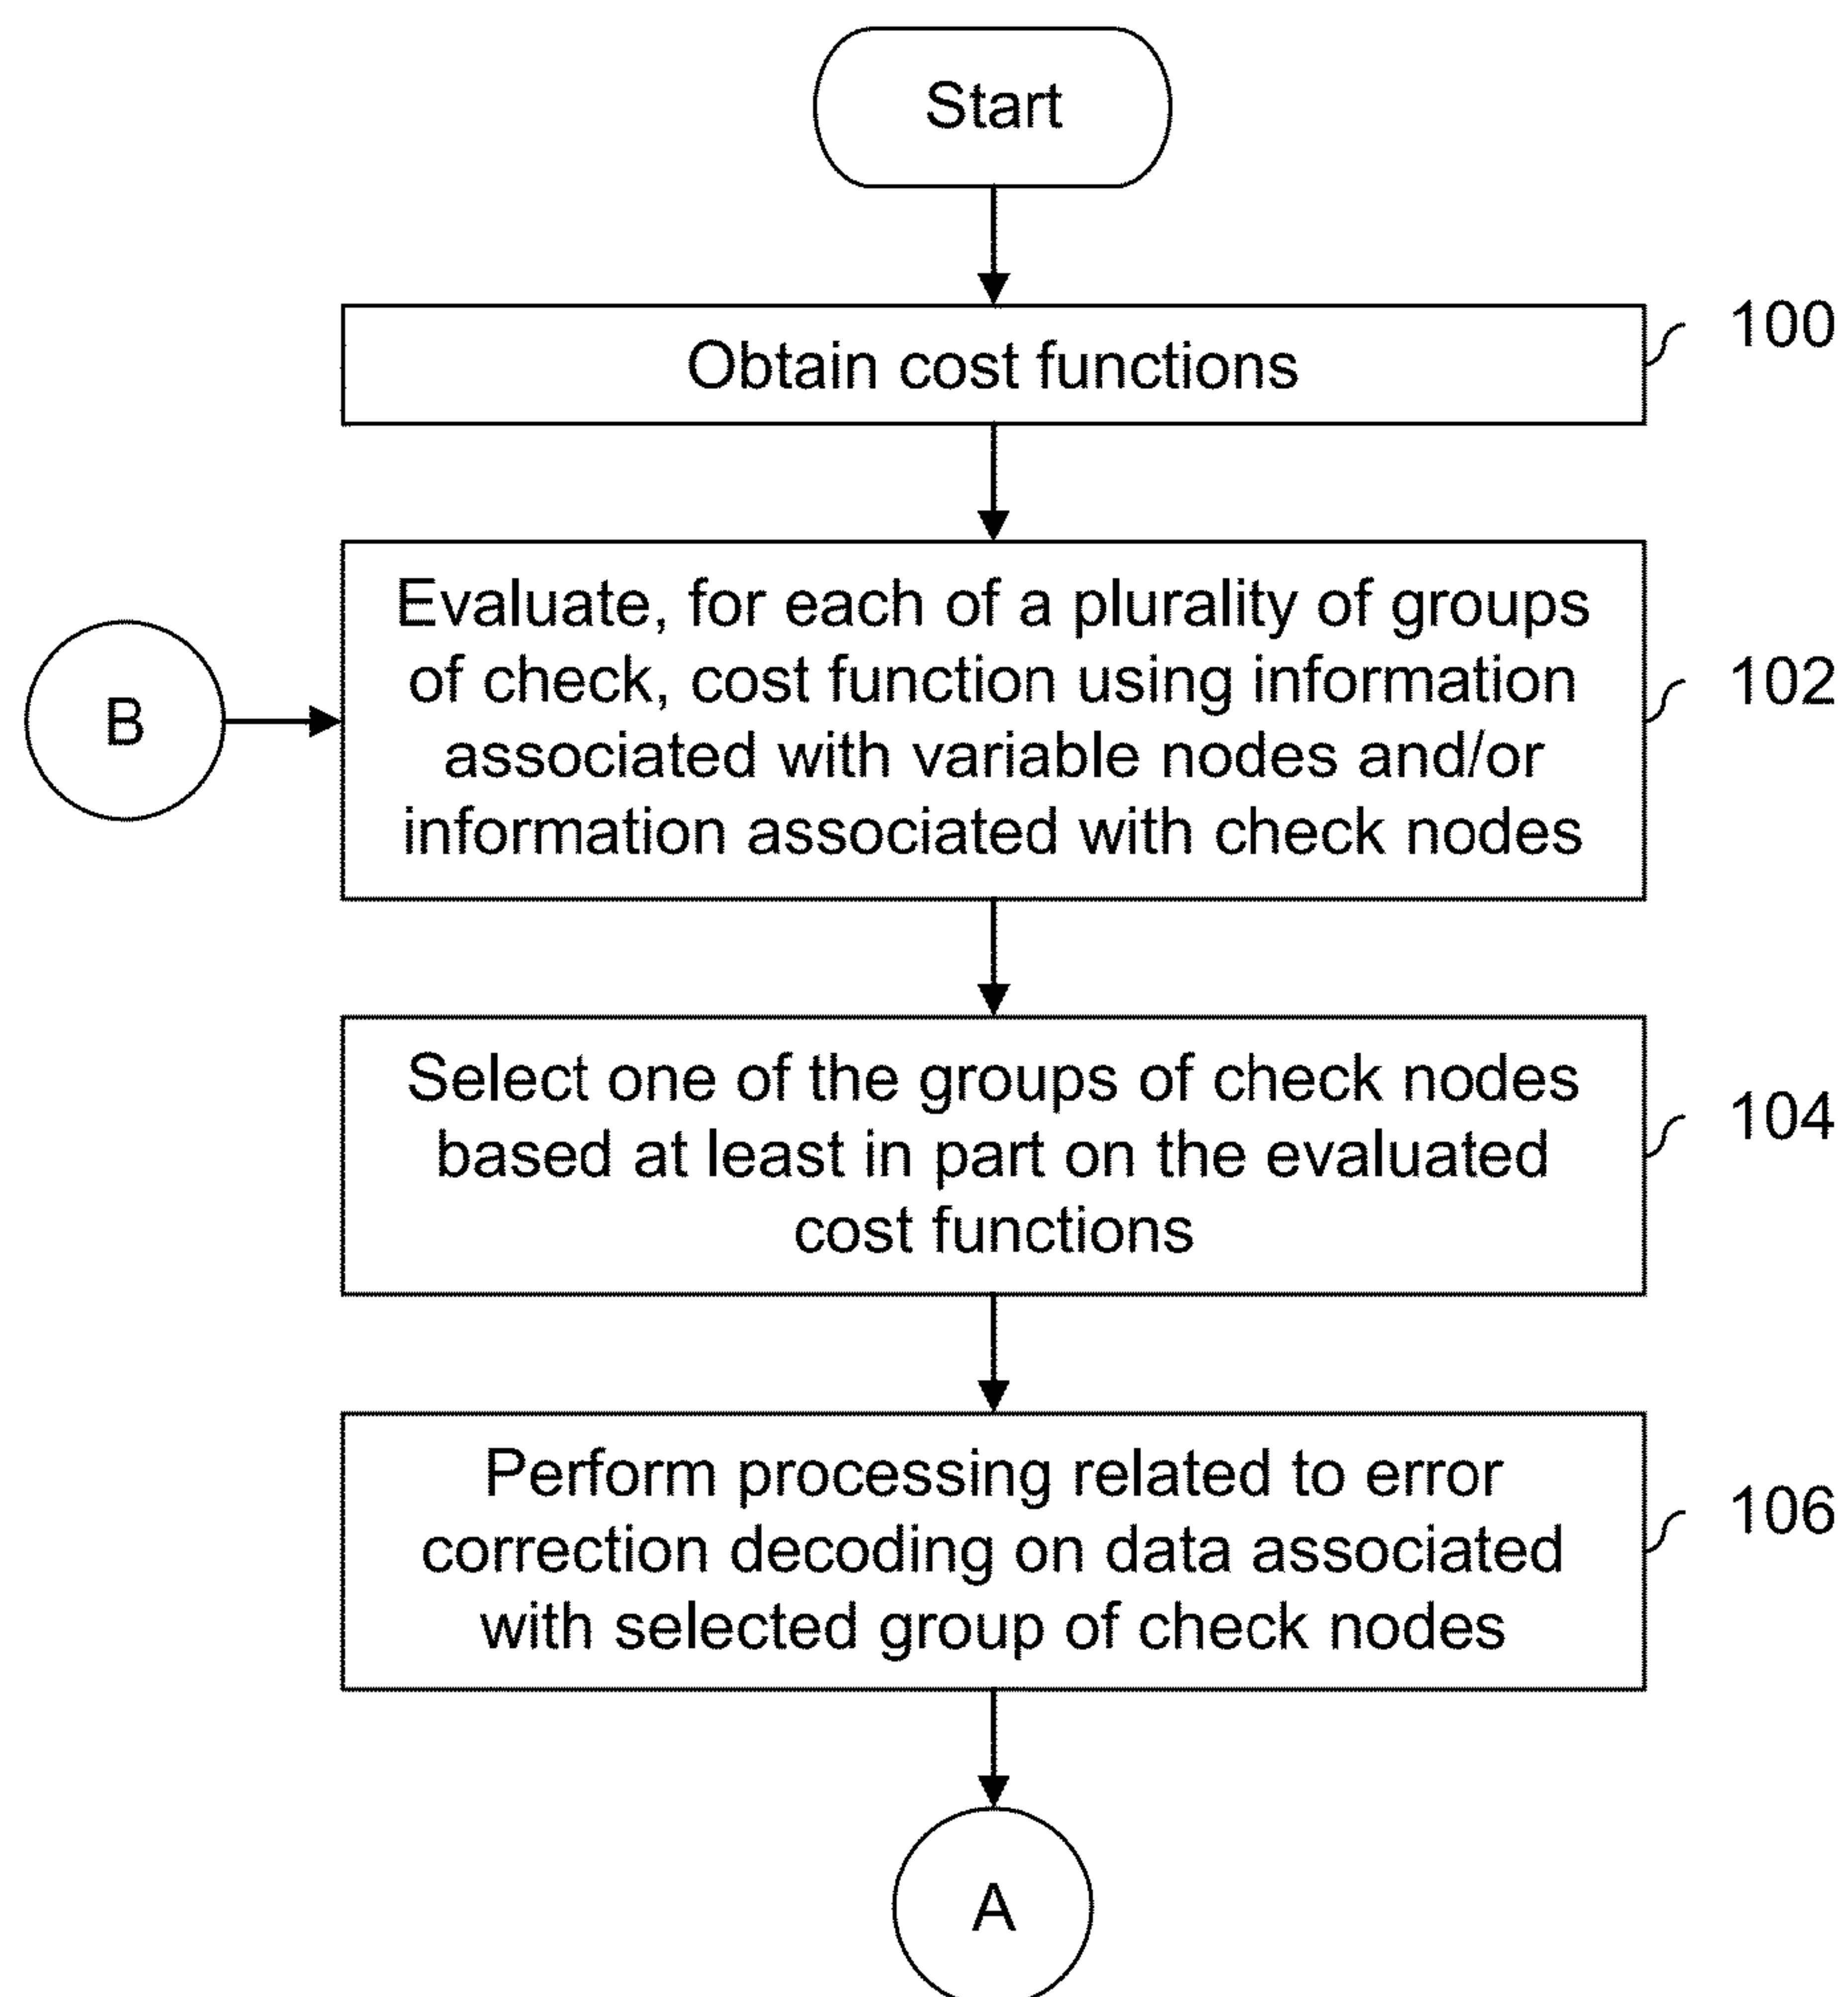 Start
Obtain cost functions
100
Evaluate, for each of a plurality of groups
of check, cost function using information
associated with variable nodes and/or
information associated with check nodes
102
B
Select one of the groups of check nodes
based at least in part on the evaluated
cost functions
104
Perform processing related to error
correction decoding on data associated
with selected group of check nodes
106
A